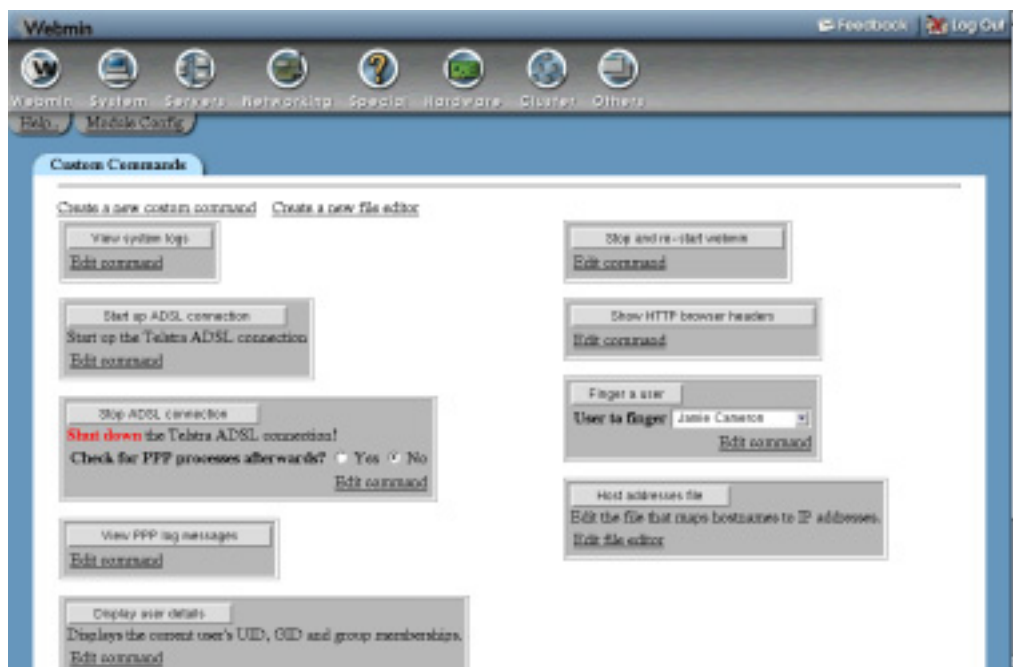 Webmin
Feedback
Log Out
Webmin System Servers Networking Special Hardware Cluster Others
Help..
Module Config
Custom Commands
Create a new custom command Create a new file editor
View system logs
Edit command
Start up ADSL connection
Start up the Telstra ADSL connection
Edit command
Stop ADSL connection
Shut down the Telstra ADSL connection!
Check for PPP processes afterwards? Yes No
Edit command
View PPP log messages
Edit command
Display user details
Displays the current user's UID, GID and group memberships.
Edit command
Stop and re-start webmin
Edit command
Show HTTP browser headers
Edit command
Finger a user
User to finger Jamie Cameron
Edit command
Host addresses file
Edit the file that maps hostnames to IP addresses.
Edit file editor